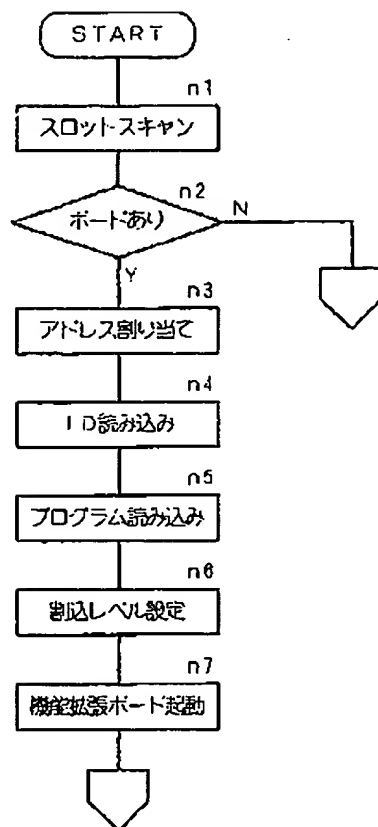 START
n1
スロットスキャン
n2
ボードあり
N
Y
n3
アドレス割り当て
n4
ID読み込み
n5
プログラム読み込み
n6
割込レベル設定
n7
機能拡張ボード起動